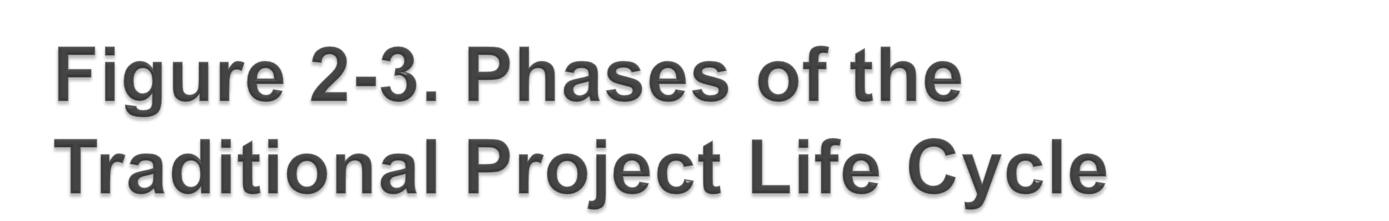 Figure 2-3. Phases of the
Traditional Project Life Cycle